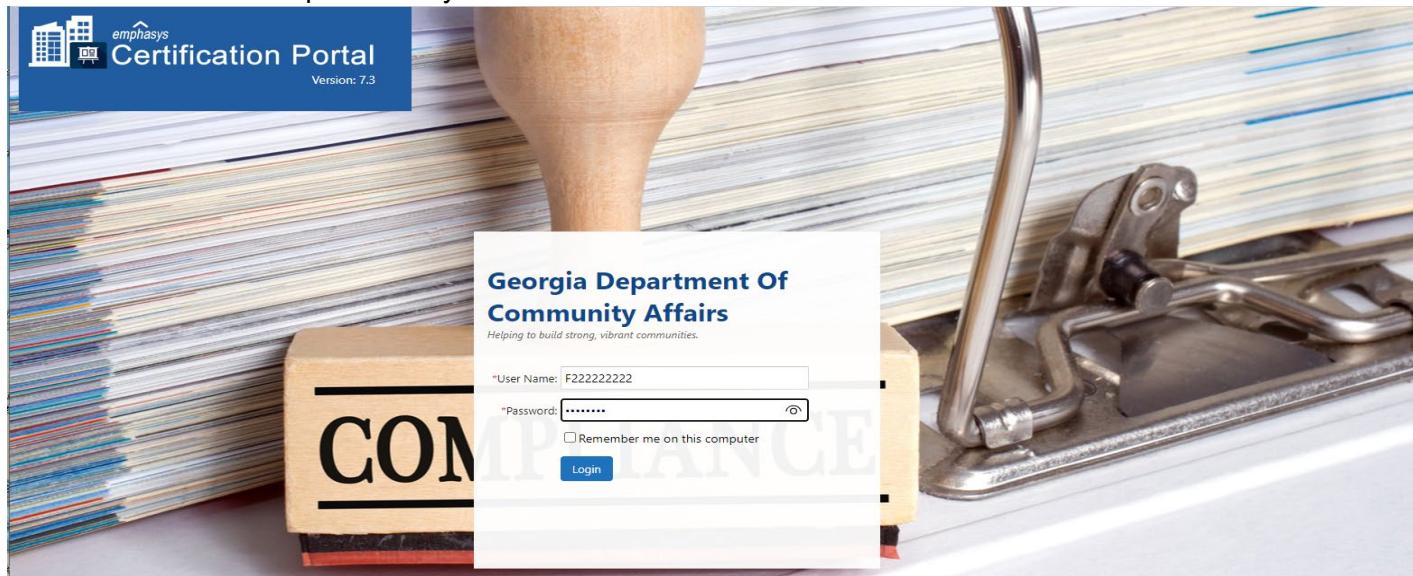 emphasys
Certification Portal
Version: 7.3
Georgia Department Of
Community Affairs
Helping to build strong, vibrant communities.
*User Name: F222222222
*Password: ••••••••
Remember me on this computer
Login
COMPLIANCE